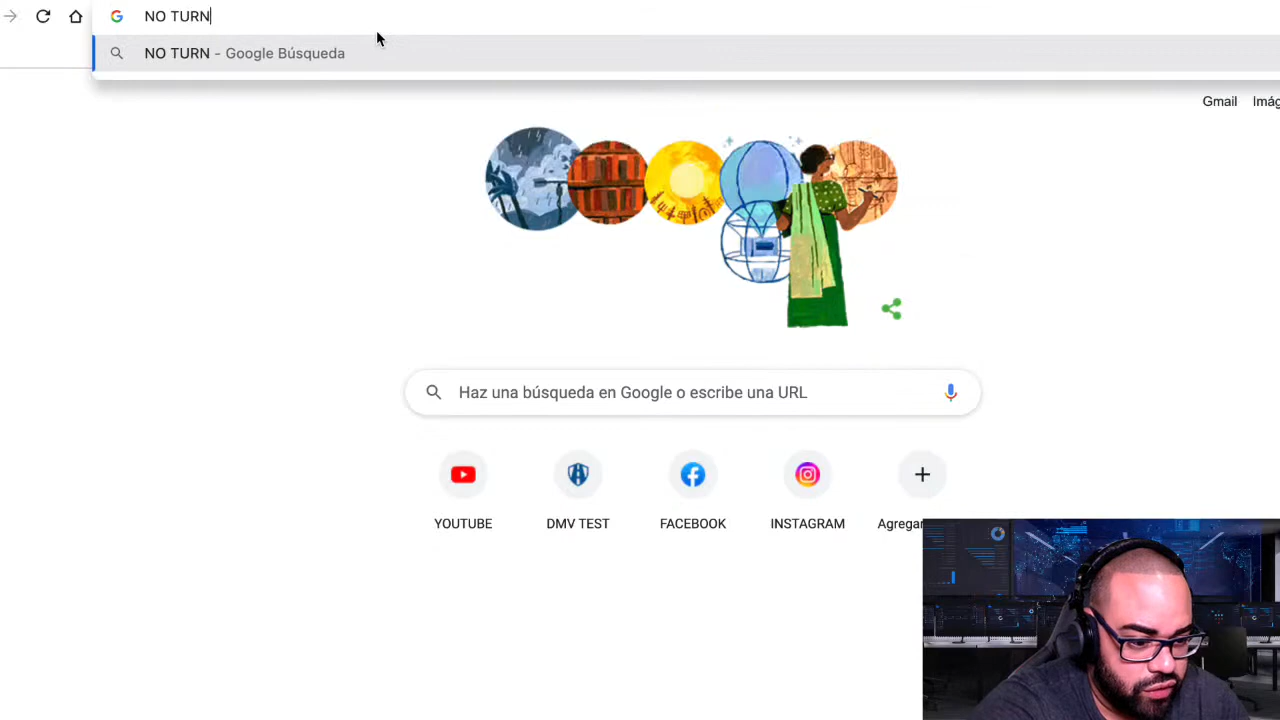 NO TURN
NO TURN - Google Búsqueda
Gmail Imág
Haz una búsqueda en Google o escribe una URL
YOUTUBE DMV TEST FACEBOOK INSTAGRAM Agregar